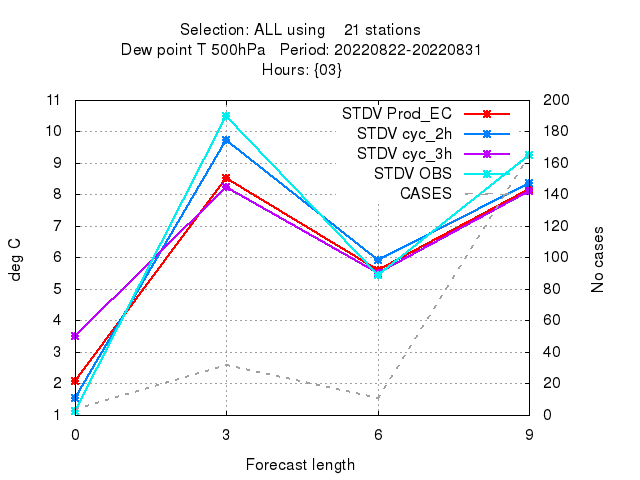 Selection: ALL using    21 stations
Dew point T 500hPa   Period: 20220822-20220831
Hours: {03}
11 200
STDV Prod_EC
10 180
STDV cyc_2h
STDV cyc_3h
9 160
STDV OBS
8 140
CASES
7 120
6 100
5 80
4 60
3 40
2 20
1 0
deg C
No cases
0 3 6 9
Forecast length